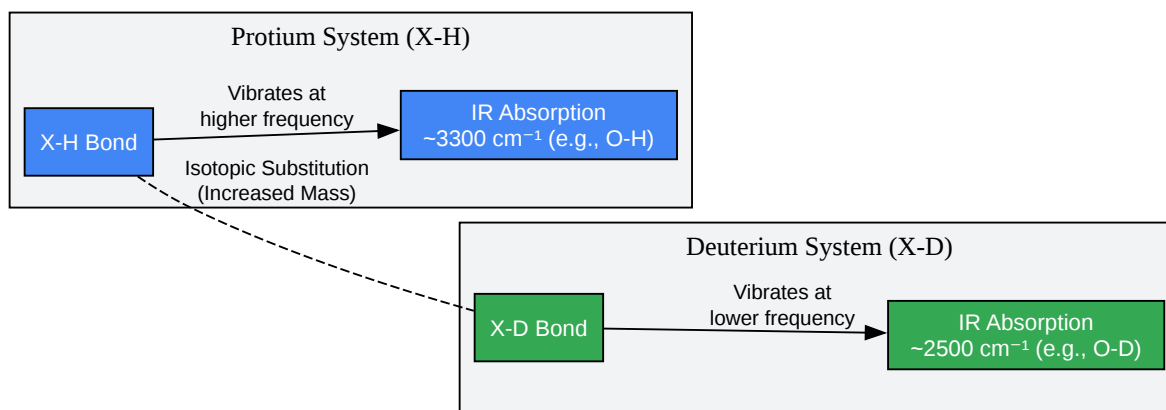 Protium System (X-H)
Vibrates at
higher frequency
X-H Bond
IR Absorption
~3300 cm⁻¹ (e.g., O-H)
Isotopic Substitution
(Increased Mass)
Deuterium System (X-D)
Vibrates at
lower frequency
X-D Bond
IR Absorption
~2500 cm⁻¹ (e.g., O-D)